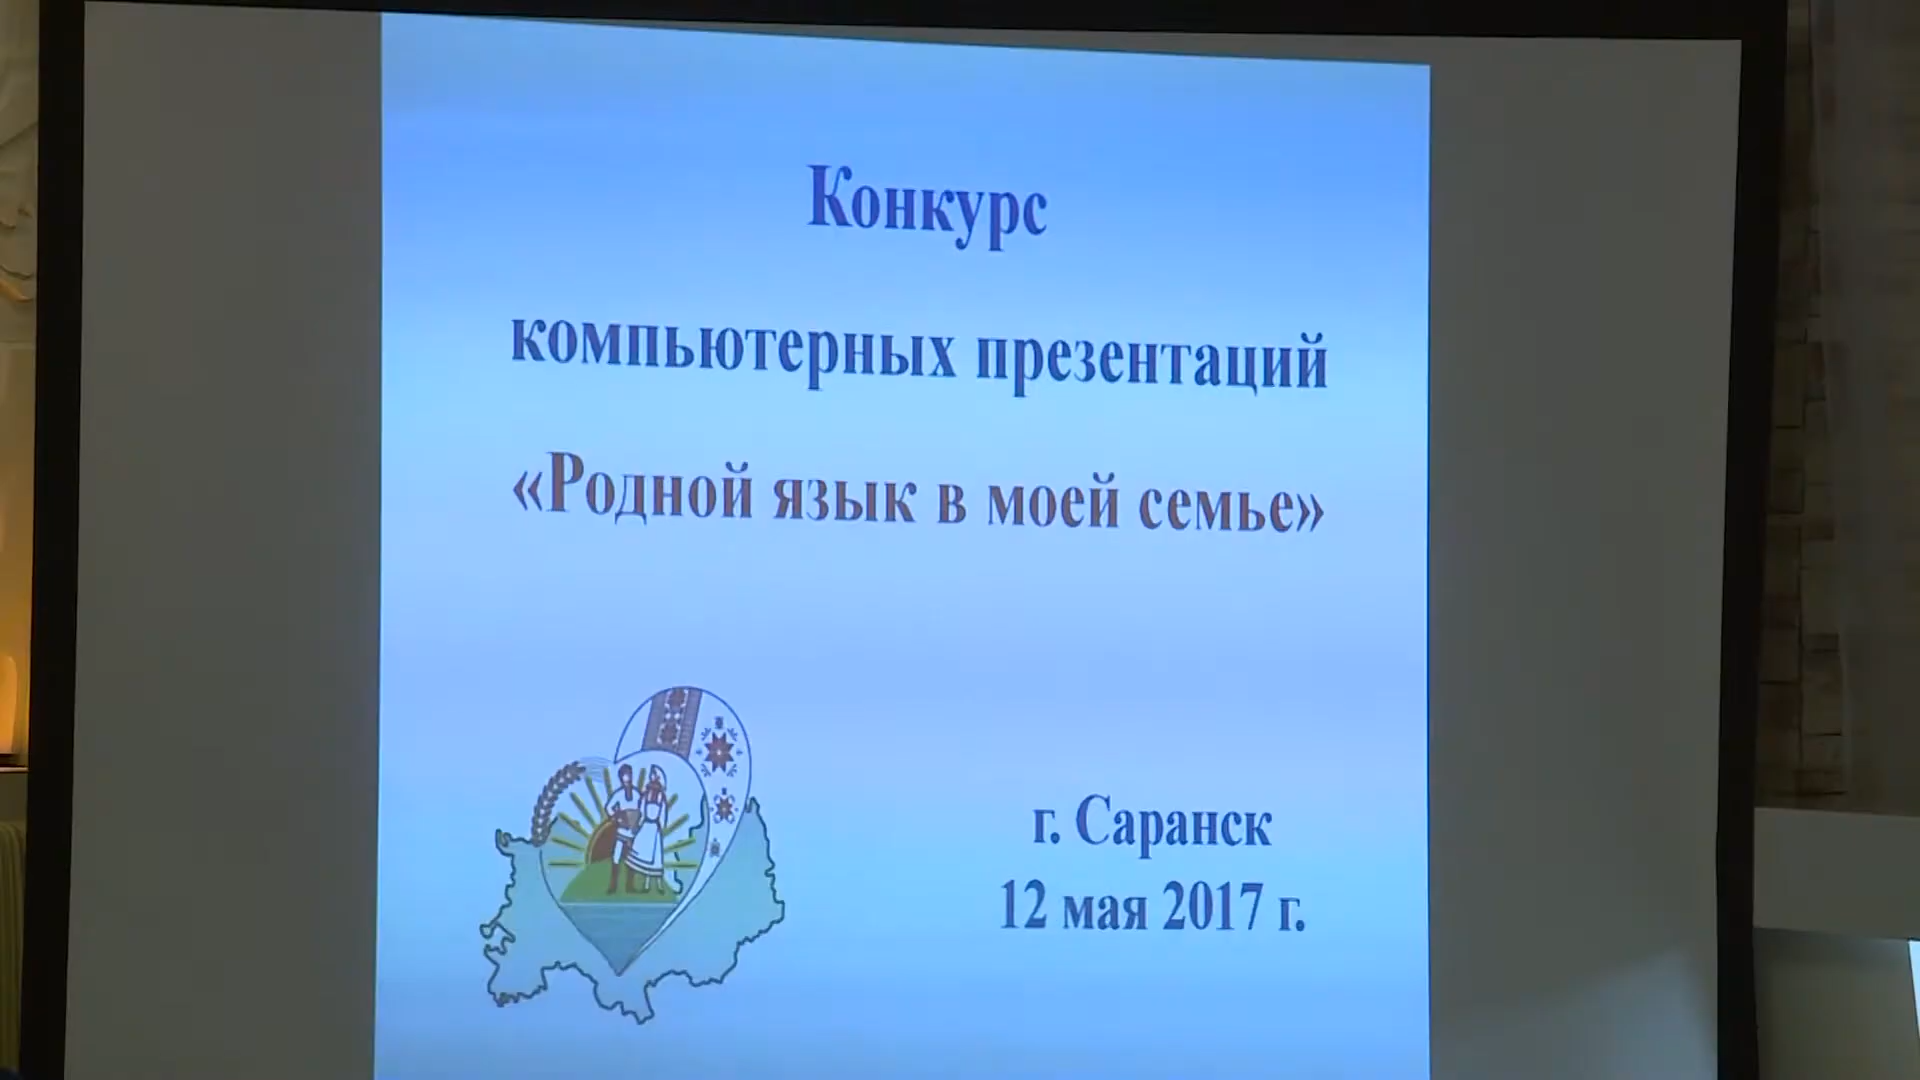 Конкурс
компьютерных презентаций
«Родной язык в моей семье»
г. Саранск
12 мая 2017 г.